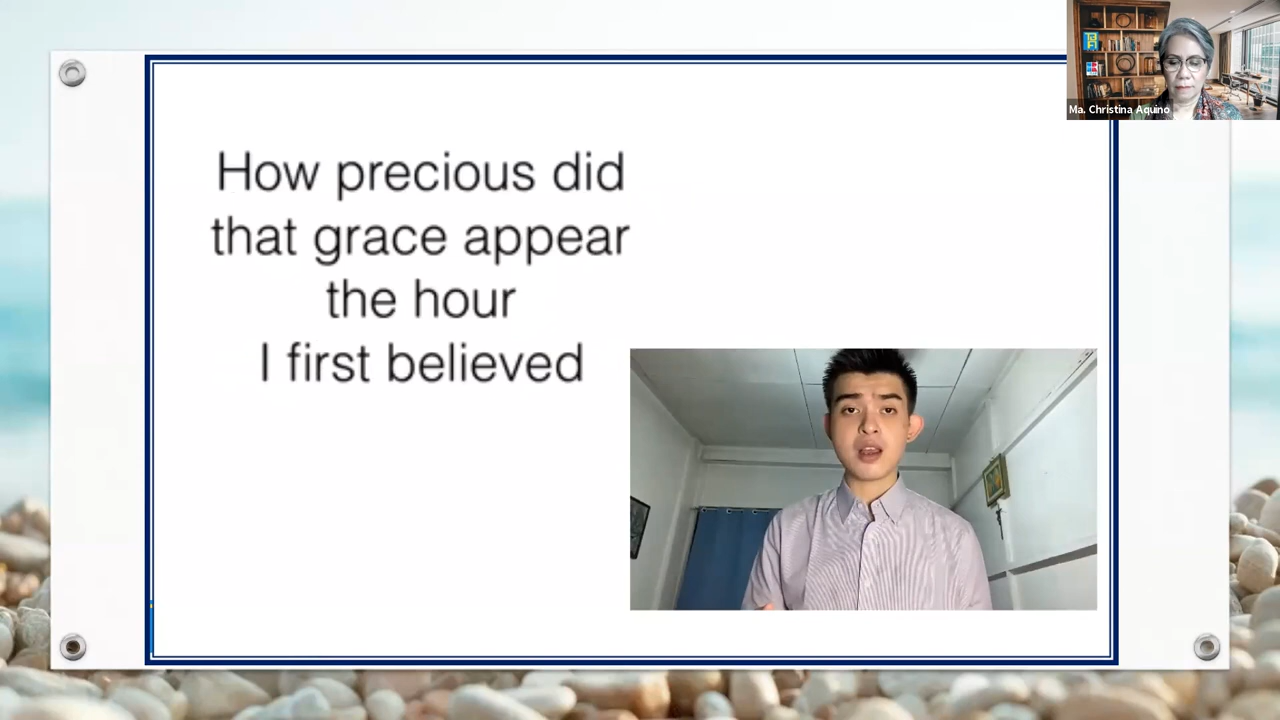 How precious did
that grace appear
the hour
I first believed
Ma. Christina Aquino